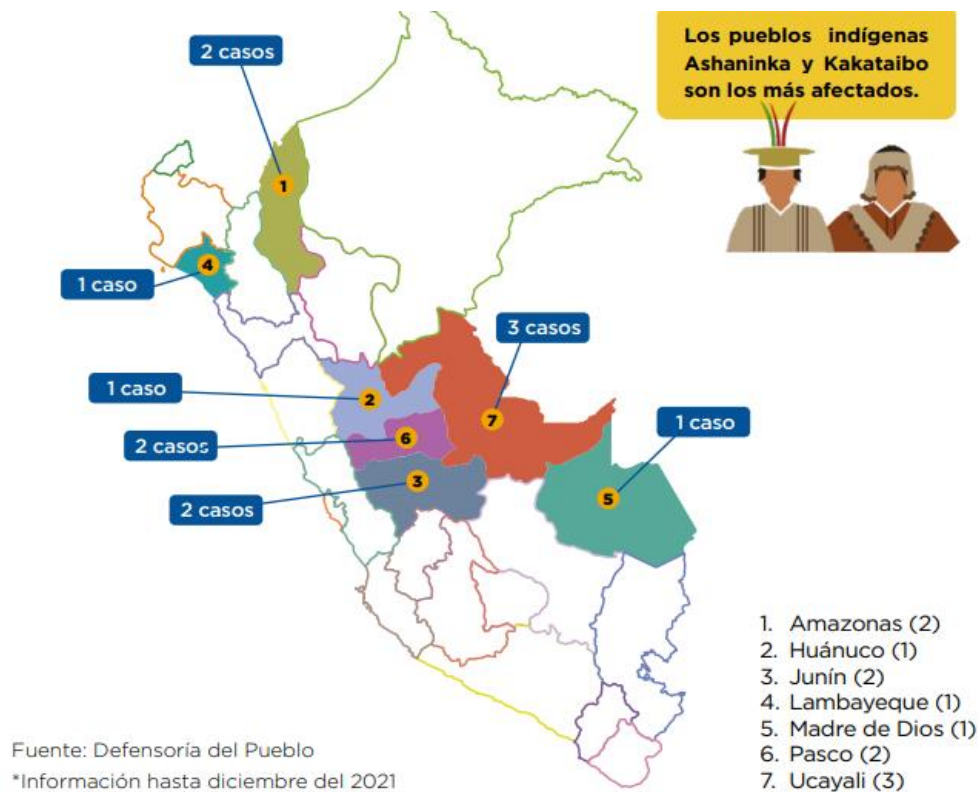 Los pueblos indígenas
Ashaninka y Kakataibo
son los más afectados.
2 casos
1
4
1 caso
3 casos
1 caso
2
7
1 caso
6
2 casos
3
5
2 casos
1. Amazonas (2)
2. Huánuco (1)
3. Junín (2)
4. Lambayeque (1)
5. Madre de Dios (1)
6. Pasco (2)
7. Ucayali (3)
Fuente: Defensoría del Pueblo
*Información hasta diciembre del 2021